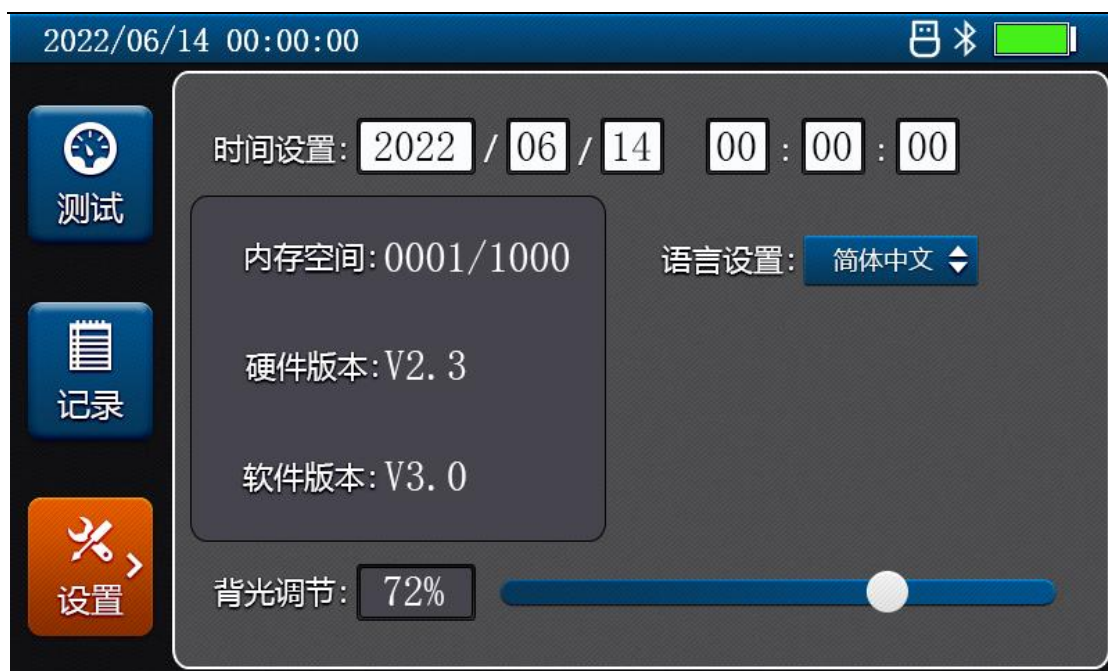 2022/06/14 00:00:00
测试
记录
设置
时间设置: 2022 / 06 / 14 00 : 00 : 00
内存空间:0001/1000
语言设置: 简体中文
硬件版本:V2.3
软件版本:V3.0
背光调节: 72%